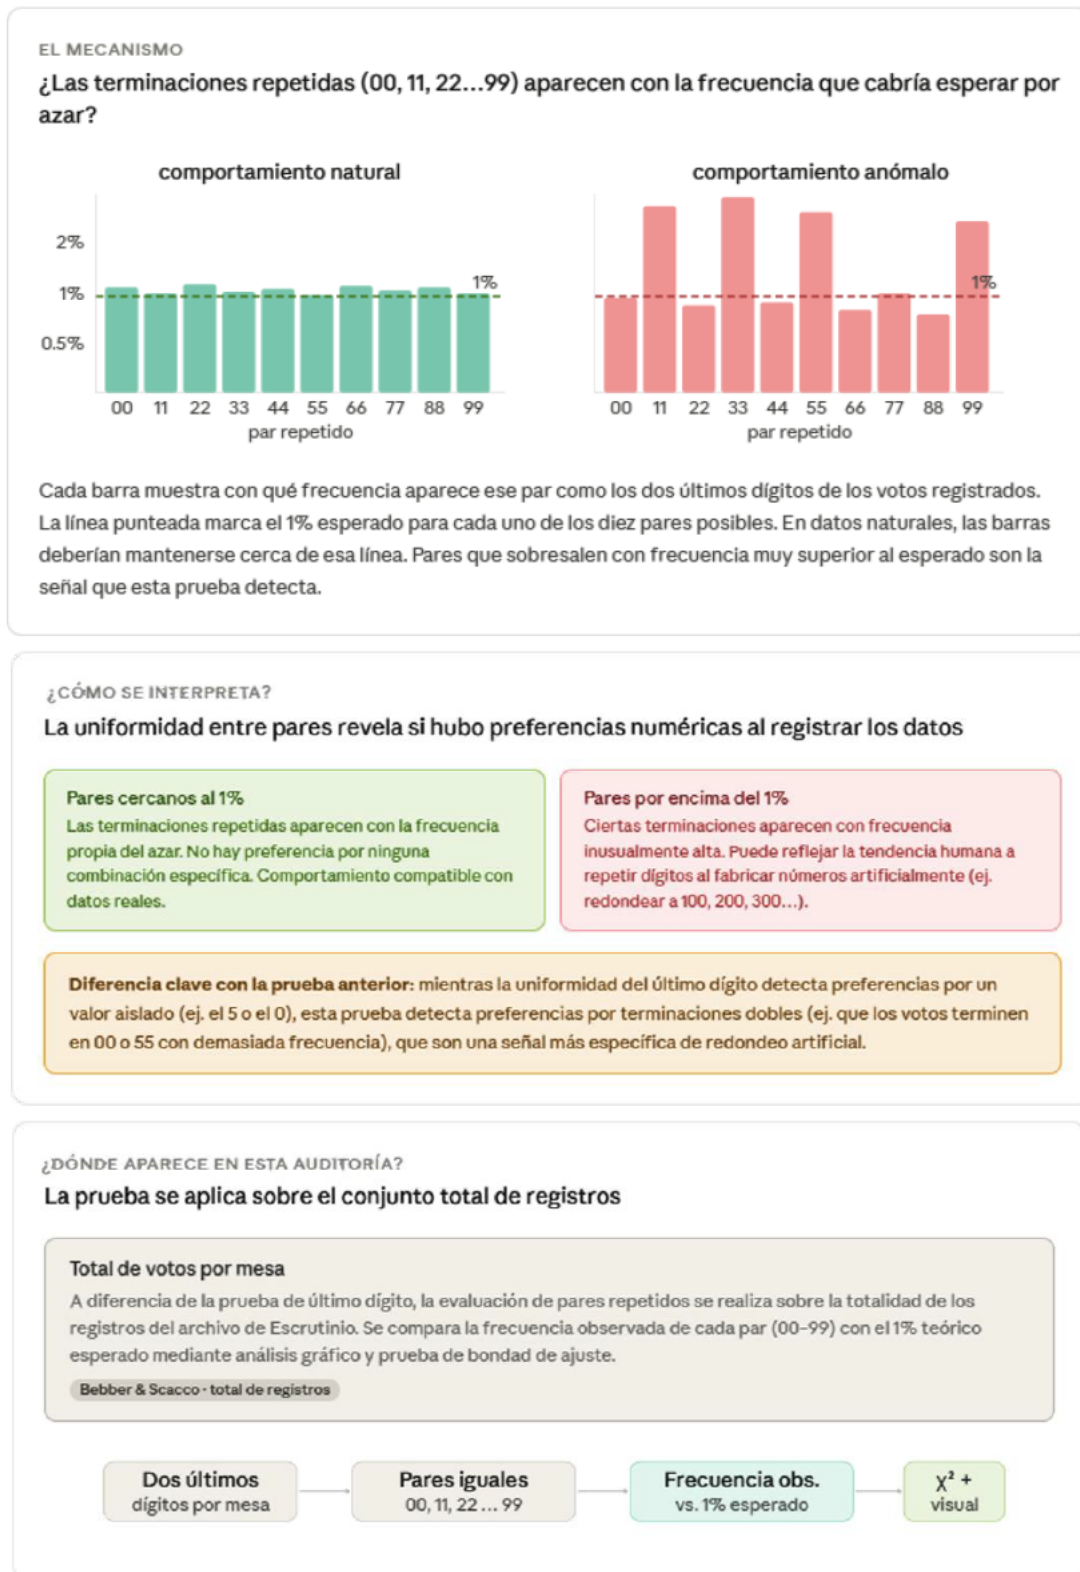 EL MECANISMO
¿Las terminaciones repetidas (00, 11, 22...99) aparecen con la frecuencia que cabría esperar por
azar?
comportamiento natural
2%
1%
0.5%
1%
00 11 22 33 44 55 66 77 88 99
par repetido
comportamiento anómalo
1%
00 11 22 33 44 55 66 77 88 99
par repetido
Cada barra muestra con qué frecuencia aparece ese par como los dos últimos dígitos de los votos registrados.
La línea punteada marca el 1% esperado para cada uno de los diez pares posibles. En datos naturales, las barras
deberían mantenerse cerca de esa línea. Pares que sobresalen con frecuencia muy superior al esperado son la
señal que esta prueba detecta.
¿CÓMO SE INTERPRETA?
La uniformidad entre pares revela si hubo preferencias numéricas al registrar los datos
Pares cercanos al 1%
Las terminaciones repetidas aparecen con la frecuencia
propia del azar. No hay preferencia por ninguna
combinación específica. Comportamiento compatible con
datos reales.
Pares por encima del 1%
Ciertas terminaciones aparecen con frecuencia
inusualmente alta. Puede reflejar la tendencia humana a
repetir dígitos al fabricar números artificialmente (ej.
redondear a 100, 200, 300...).
Diferencia clave con la prueba anterior: mientras la uniformidad del último dígito detecta preferencias por un
valor aislado (ej. el 5 o el 0), esta prueba detecta preferencias por terminaciones dobles (ej. que los votos terminen
en 00 o 55 con demasiada frecuencia), que son una señal más específica de redondeo artificial.
¿DÓNDE APARECE EN ESTA AUDITORÍA?
La prueba se aplica sobre el conjunto total de registros
Total de votos por mesa
A diferencia de la prueba de último dígito, la evaluación de pares repetidos se realiza sobre la totalidad de los
registros del archivo de Escrutinio. Se compara la frecuencia observada de cada par (00–99) con el 1% teórico
esperado mediante análisis gráfico y prueba de bondad de ajuste.
Bebber & Scacco · total de registros
Dos últimos
dígitos por mesa
Pares iguales
00, 11, 22 ... 99
Frecuencia obs.
vs. 1% esperado
χ² +
visual